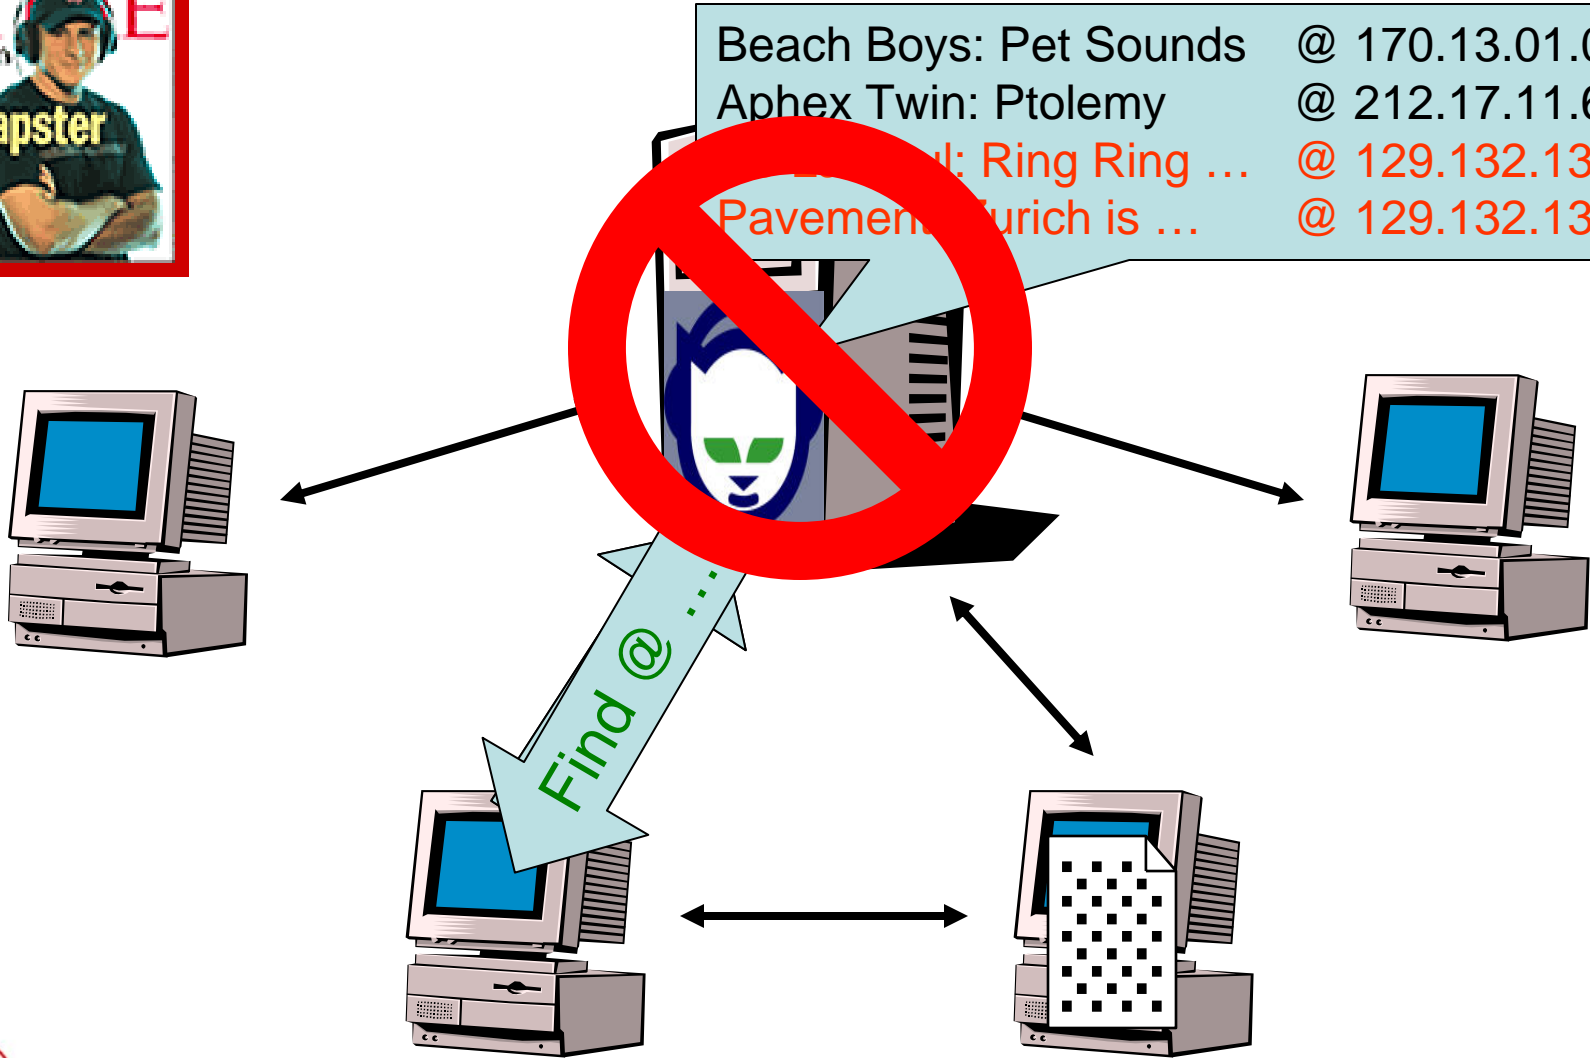 E
apster
Beach Boys: Pet Sounds @ 170.13.01.
Aphex Twin: Ptolemy @ 212.17.11.
ul: Ring Ring … @ 129.132.13
Pavement urich is … @ 129.132.13
Find @ …